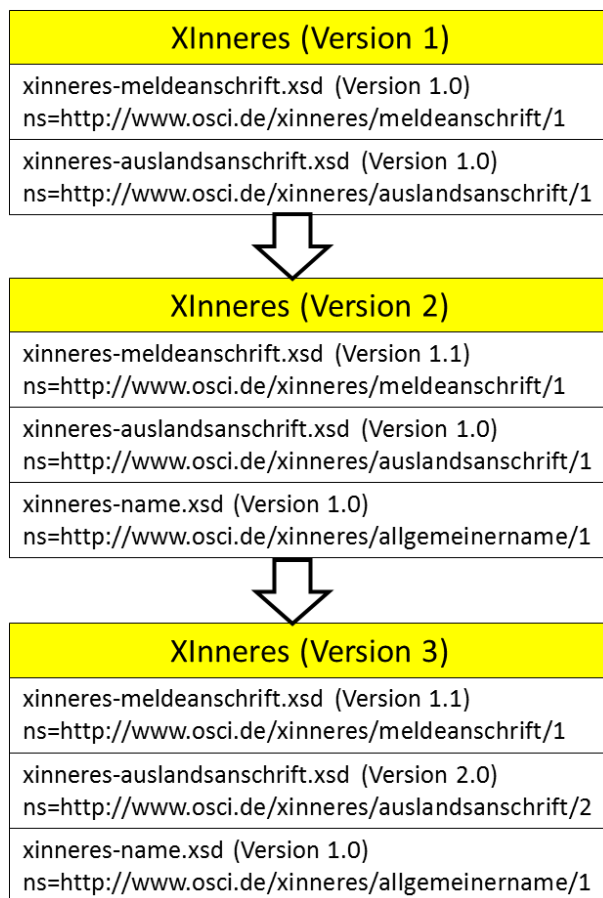 XInneres (Version 1)
xinneres-meldeanschrift.xsd (Version 1.0)
ns=http://www.osci.de/xinneres/meldeanschrift/1
xinneres-auslandsanschrift.xsd (Version 1.0)
ns=http://www.osci.de/xinneres/auslandsanschrift/1
XInneres (Version 2)
xinneres-meldeanschrift.xsd (Version 1.1)
ns=http://www.osci.de/xinneres/meldeanschrift/1
xinneres-auslandsanschrift.xsd (Version 1.0)
ns=http://www.osci.de/xinneres/auslandsanschrift/1
xinneres-name.xsd (Version 1.0)
ns=http://www.osci.de/xinneres/allgemeinername/1
XInneres (Version 3)
xinneres-meldeanschrift.xsd (Version 1.1)
ns=http://www.osci.de/xinneres/meldeanschrift/1
xinneres-auslandsanschrift.xsd (Version 2.0)
ns=http://www.osci.de/xinneres/auslandsanschrift/2
xinneres-name.xsd (Version 1.0)
ns=http://www.osci.de/xinneres/allgemeinername/1